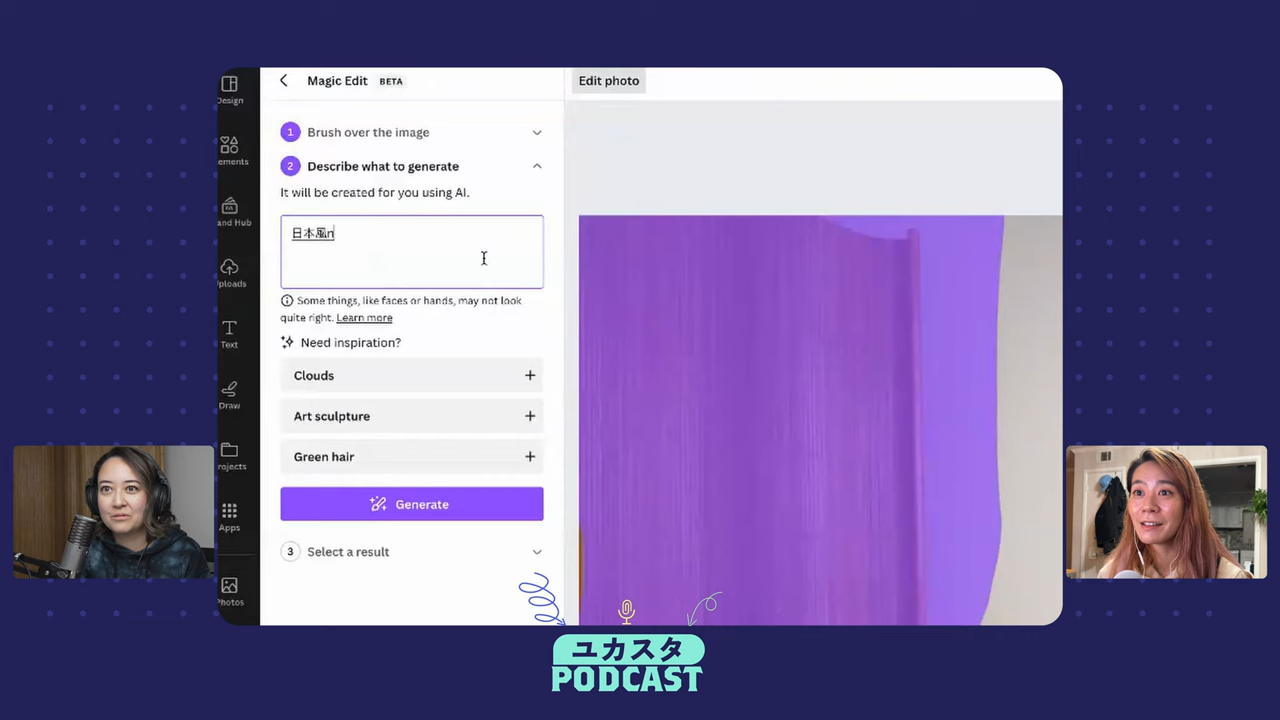 Magic Edit BETA
Edit photo
Design
1 Brush over the image
ements
2 Describe what to generate
It will be created for you using AI.
and Hub
日本風n
Uploads
Some things, like faces or hands, may not look
quite right. Learn more
Text
Need inspiration?
Clouds
Draw
Art sculpture
rojects
Green hair
Apps
Generate
3 Select a result
Photos
ユカスタ
PODCAST